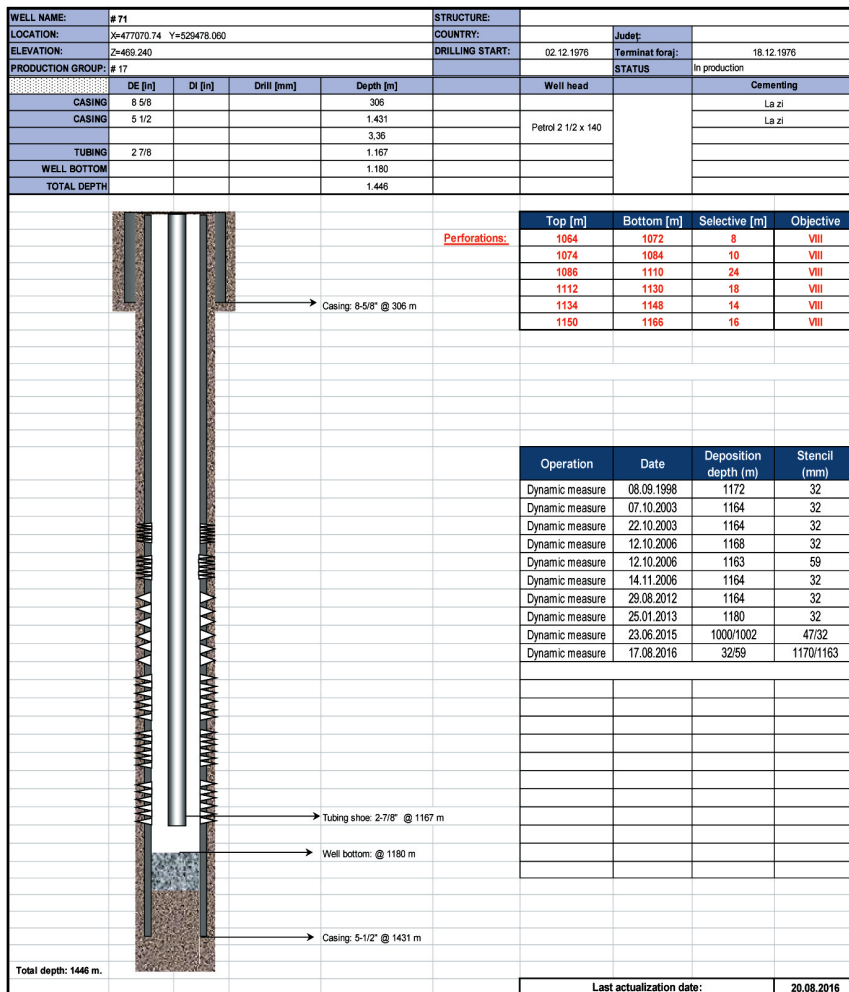 WELL NAME: # 71 STRUCTURE:
LOCATION: X=477070.74 Y=529478.060 COUNTRY: Județ:
ELEVATION: Z=469.240 DRILLING START: 02.12.1976 Terminat foraj: 18.12.1976
PRODUCTION GROUP: # 17 STATUS In production
DE [in] DI [in] Drill [mm] Depth [m] Well head Cementing
CASING 8 5/8 306 La zi
CASING 5 1/2 1.431 La zi
Petrol 2 1/2 x 140
3,36
TUBING 2 7/8 1.167
WELL BOTTOM 1.180
TOTAL DEPTH 1.446
Perforations:
Top [m] Bottom [m] Selective [m] Objective
1064 1072 8 VIII
1074 1084 10 VIII
1086 1110 24 VIII
1112 1130 18 VIII
1134 1148 14 VIII
1150 1166 16 VIII
Casing: 8-5/8" @ 306 m
Operation Date Deposition depth (m) Stencil (mm)
Dynamic measure 08.09.1998 1172 32
Dynamic measure 07.10.2003 1164 32
Dynamic measure 22.10.2003 1164 32
Dynamic measure 12.10.2006 1168 32
Dynamic measure 12.10.2006 1163 59
Dynamic measure 14.11.2006 1164 32
Dynamic measure 29.08.2012 1164 32
Dynamic measure 25.01.2013 1180 32
Dynamic measure 23.06.2015 1000/1002 47/32
Dynamic measure 17.08.2016 32/59 1170/1163
Tubing shoe: 2-7/8" @ 1167 m
Well bottom: @ 1180 m
Casing: 5-1/2" @ 1431 m
Total depth: 1446 m.
Last actualization date: 20.08.2016